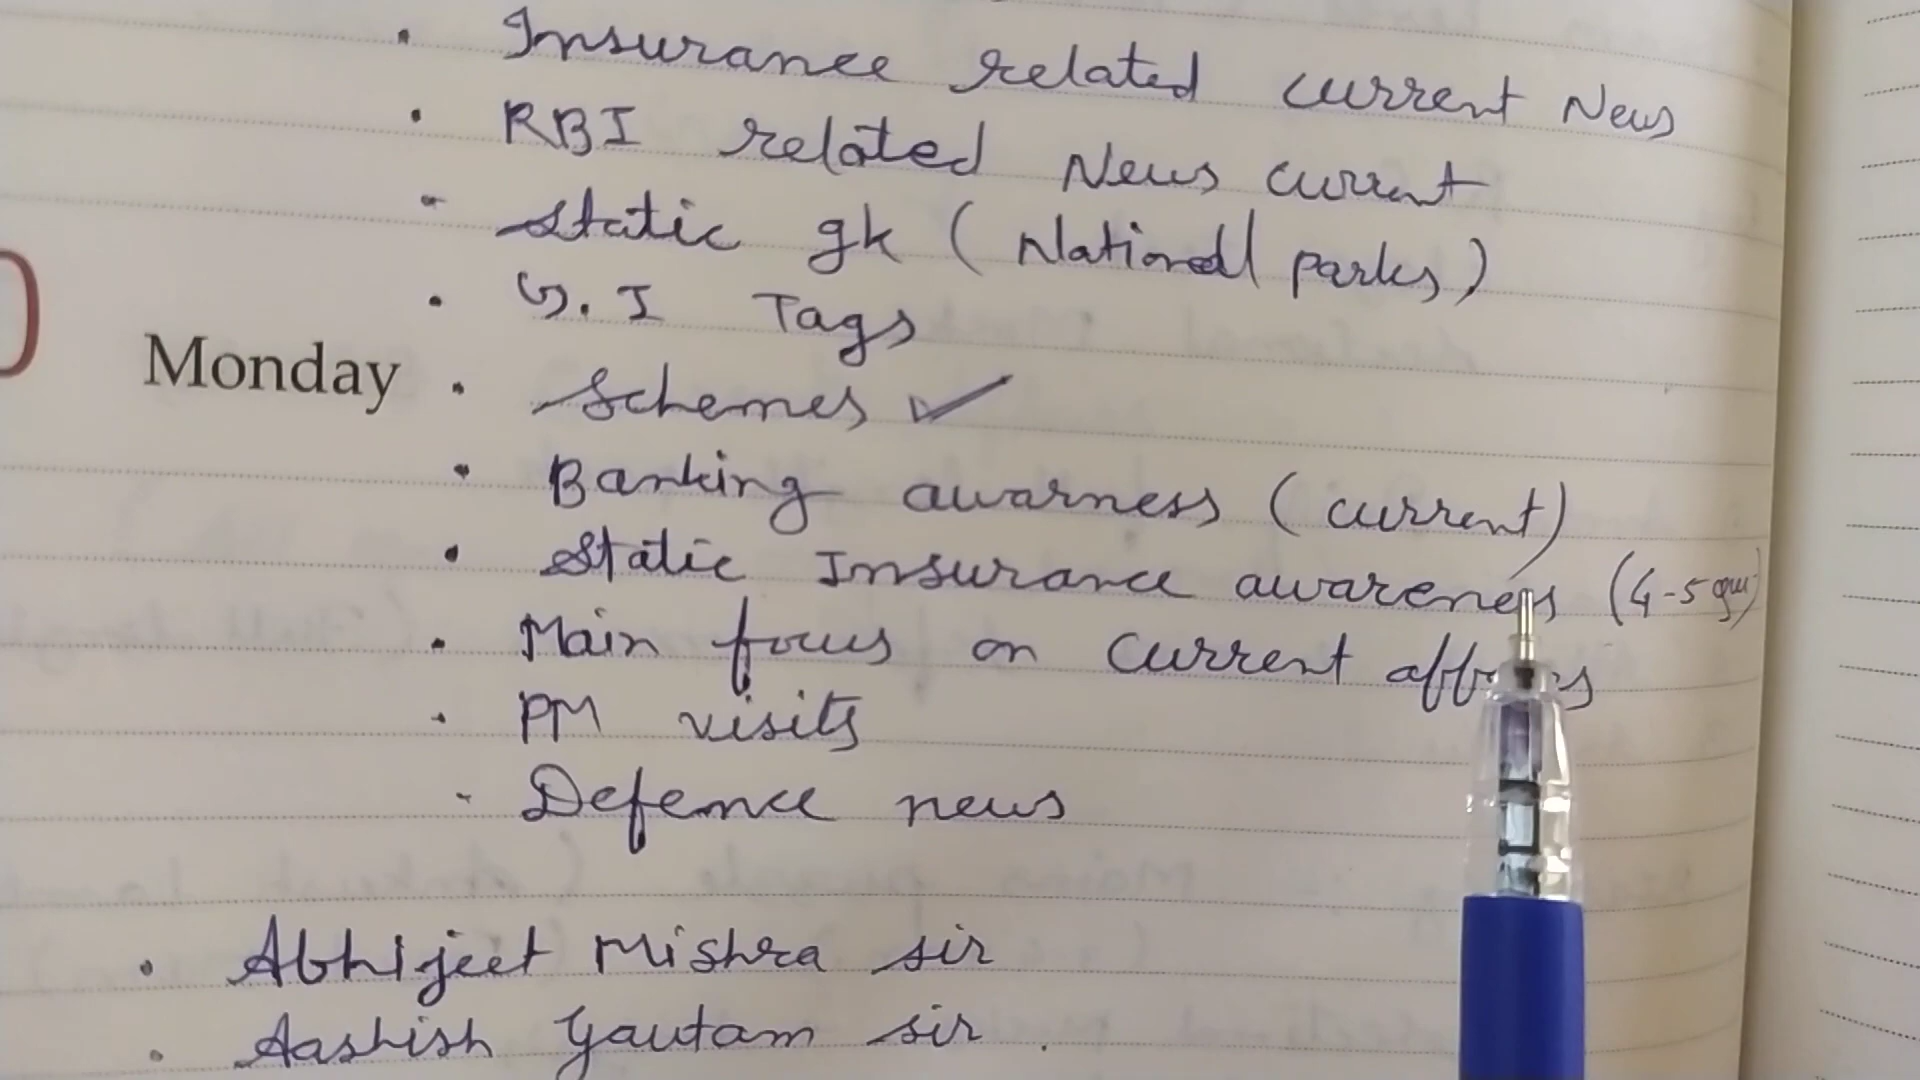 • Insurance related current News
• RBI related News current
- Static gk (National parks)
• G.I Tags
Monday • Schemes ✓
• Banking awarness (current)
• Static Insurance awareness (4-5 que)
• Main focus on current affairs
• PM visits
- Defence news
• Abhijeet Mishra sir
• Aashish Gautam sir.